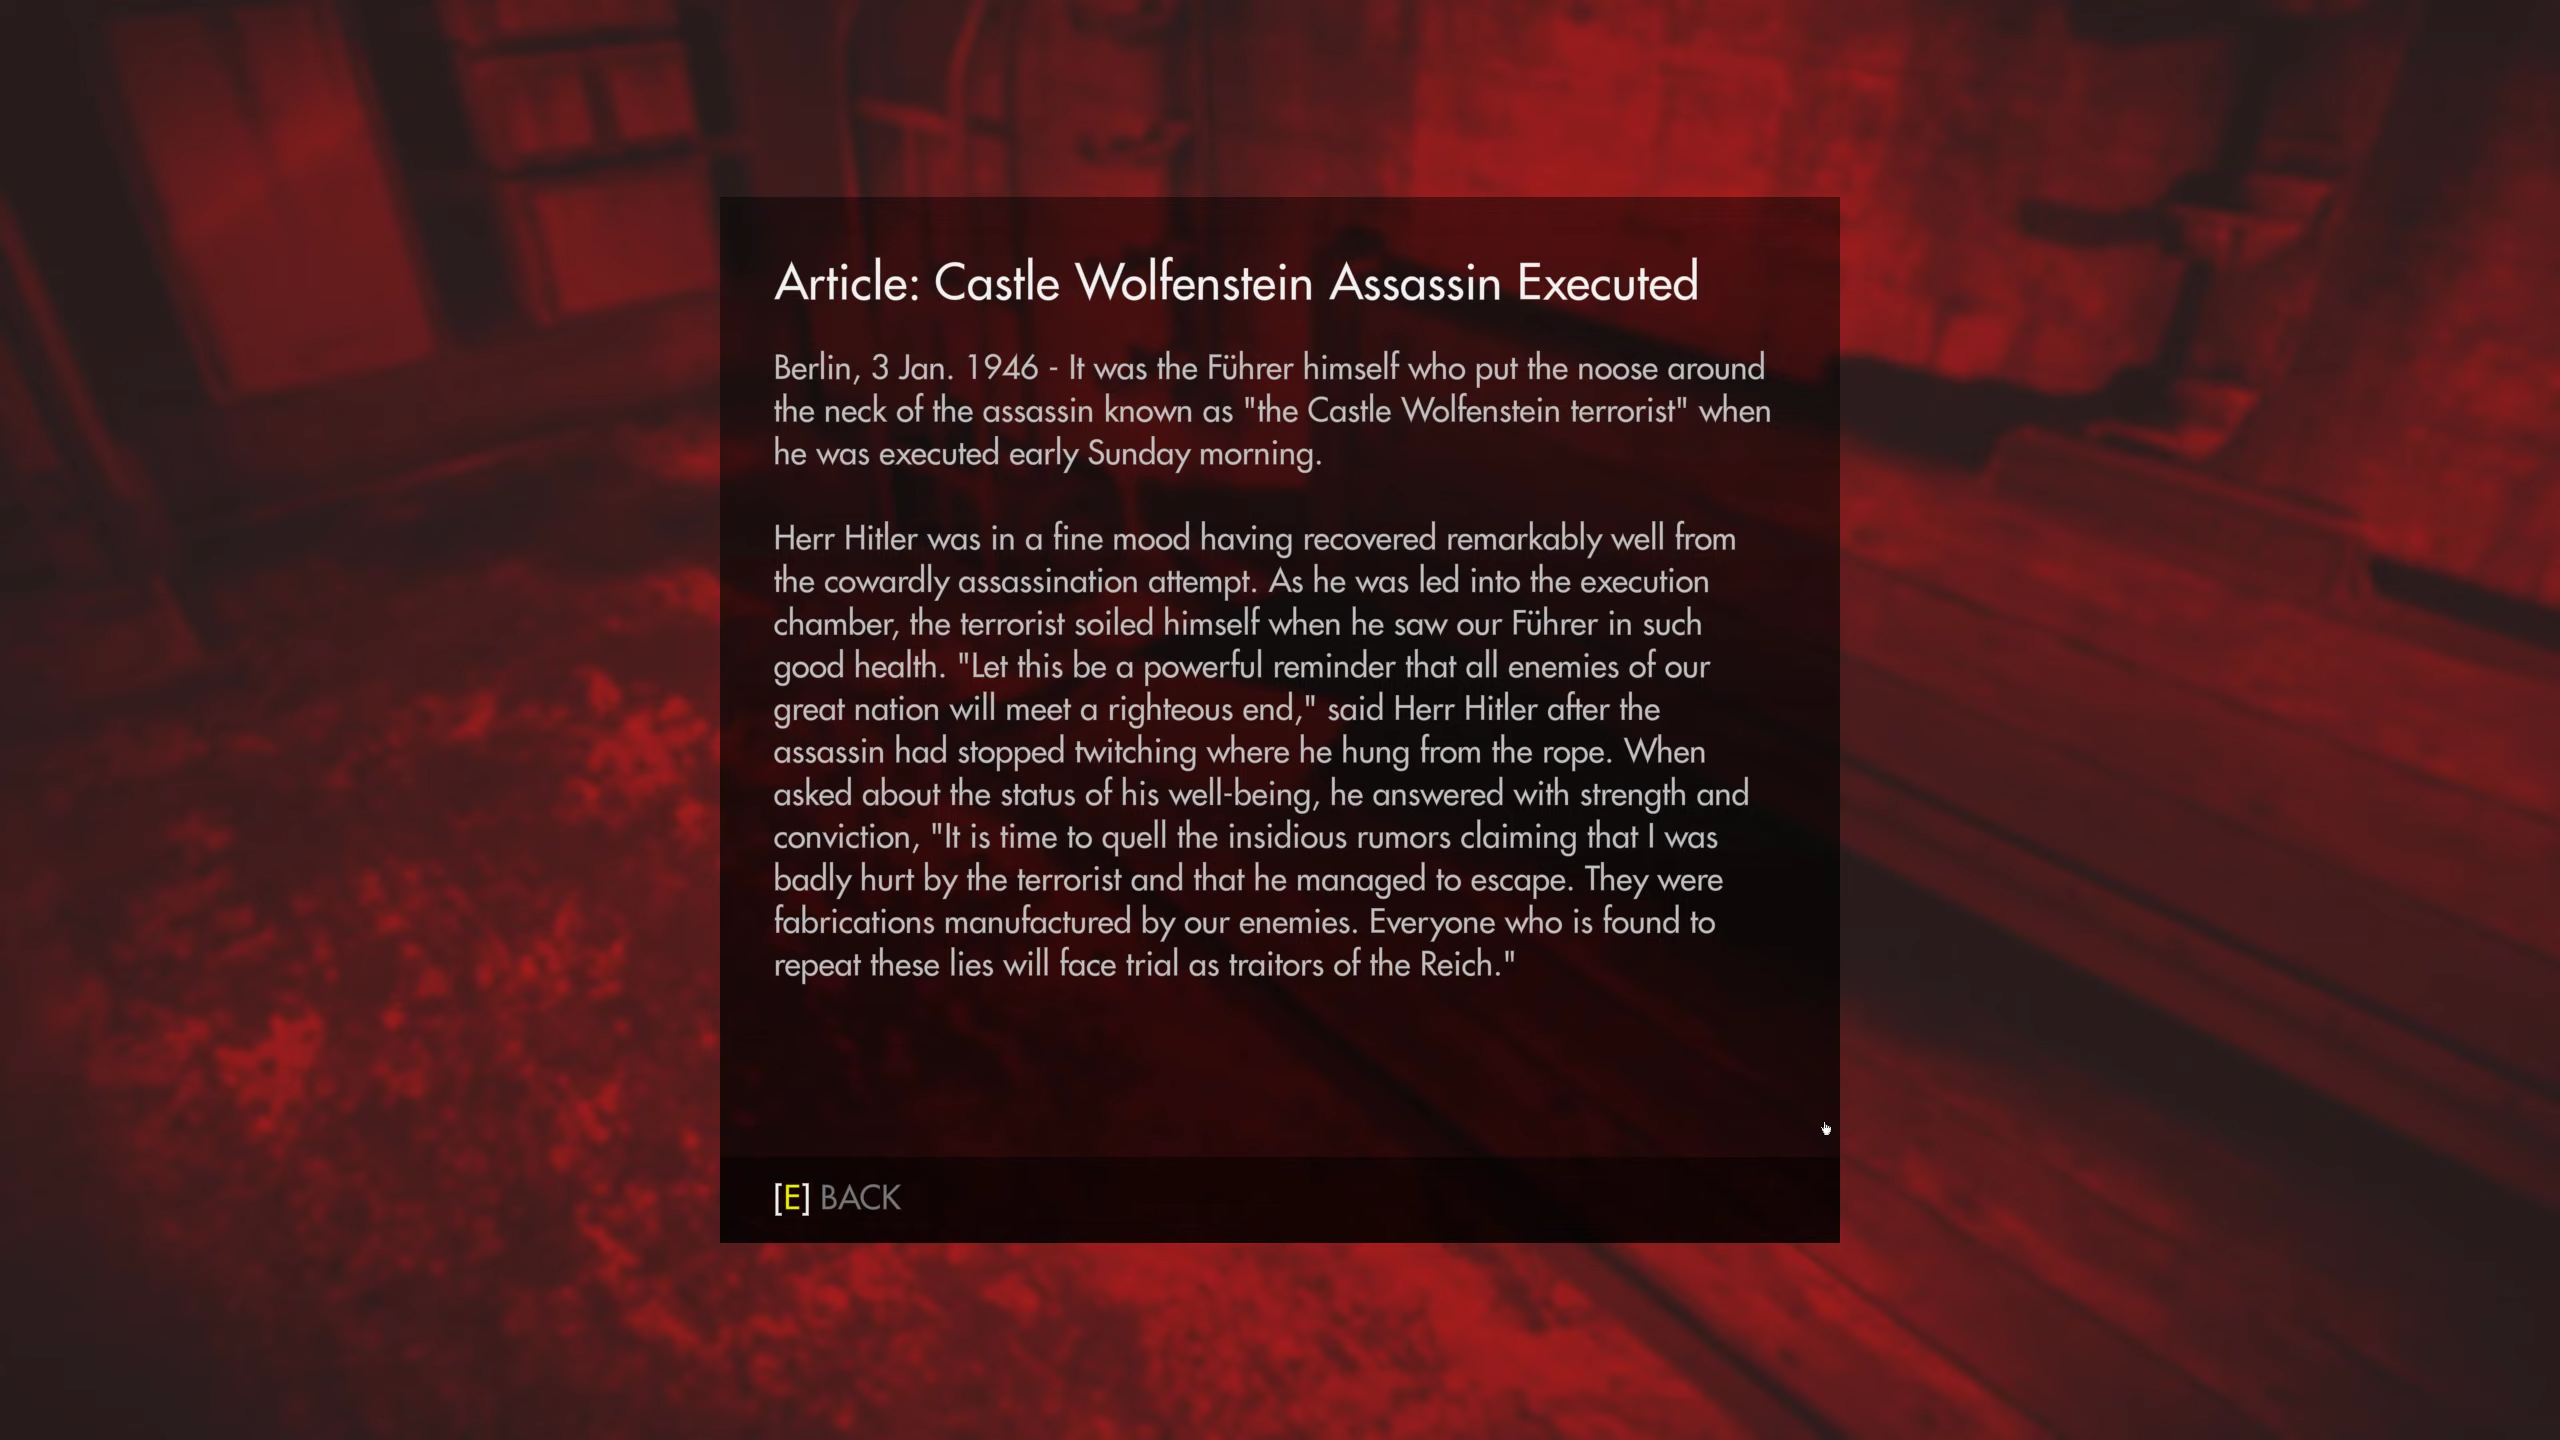 Article: Castle Wolfenstein Assassin Executed
Berlin, 3 Jan. 1946 - It was the Führer himself who put the noose around
the neck of the assassin known as "the Castle Wolfenstein terrorist" when
he was executed early Sunday morning.
Herr Hitler was in a fine mood having recovered remarkably well from
the cowardly assassination attempt. As he was led into the execution
chamber, the terrorist soiled himself when he saw our Führer in such
good health. "Let this be a powerful reminder that all enemies of our
great nation will meet a righteous end," said Herr Hitler after the
assassin had stopped twitching where he hung from the rope. When
asked about the status of his well-being, he answered with strength and
conviction, "It is time to quell the insidious rumors claiming that I was
badly hurt by the terrorist and that he managed to escape. They were
fabrications manufactured by our enemies. Everyone who is found to
repeat these lies will face trial as traitors of the Reich."
[E] BACK